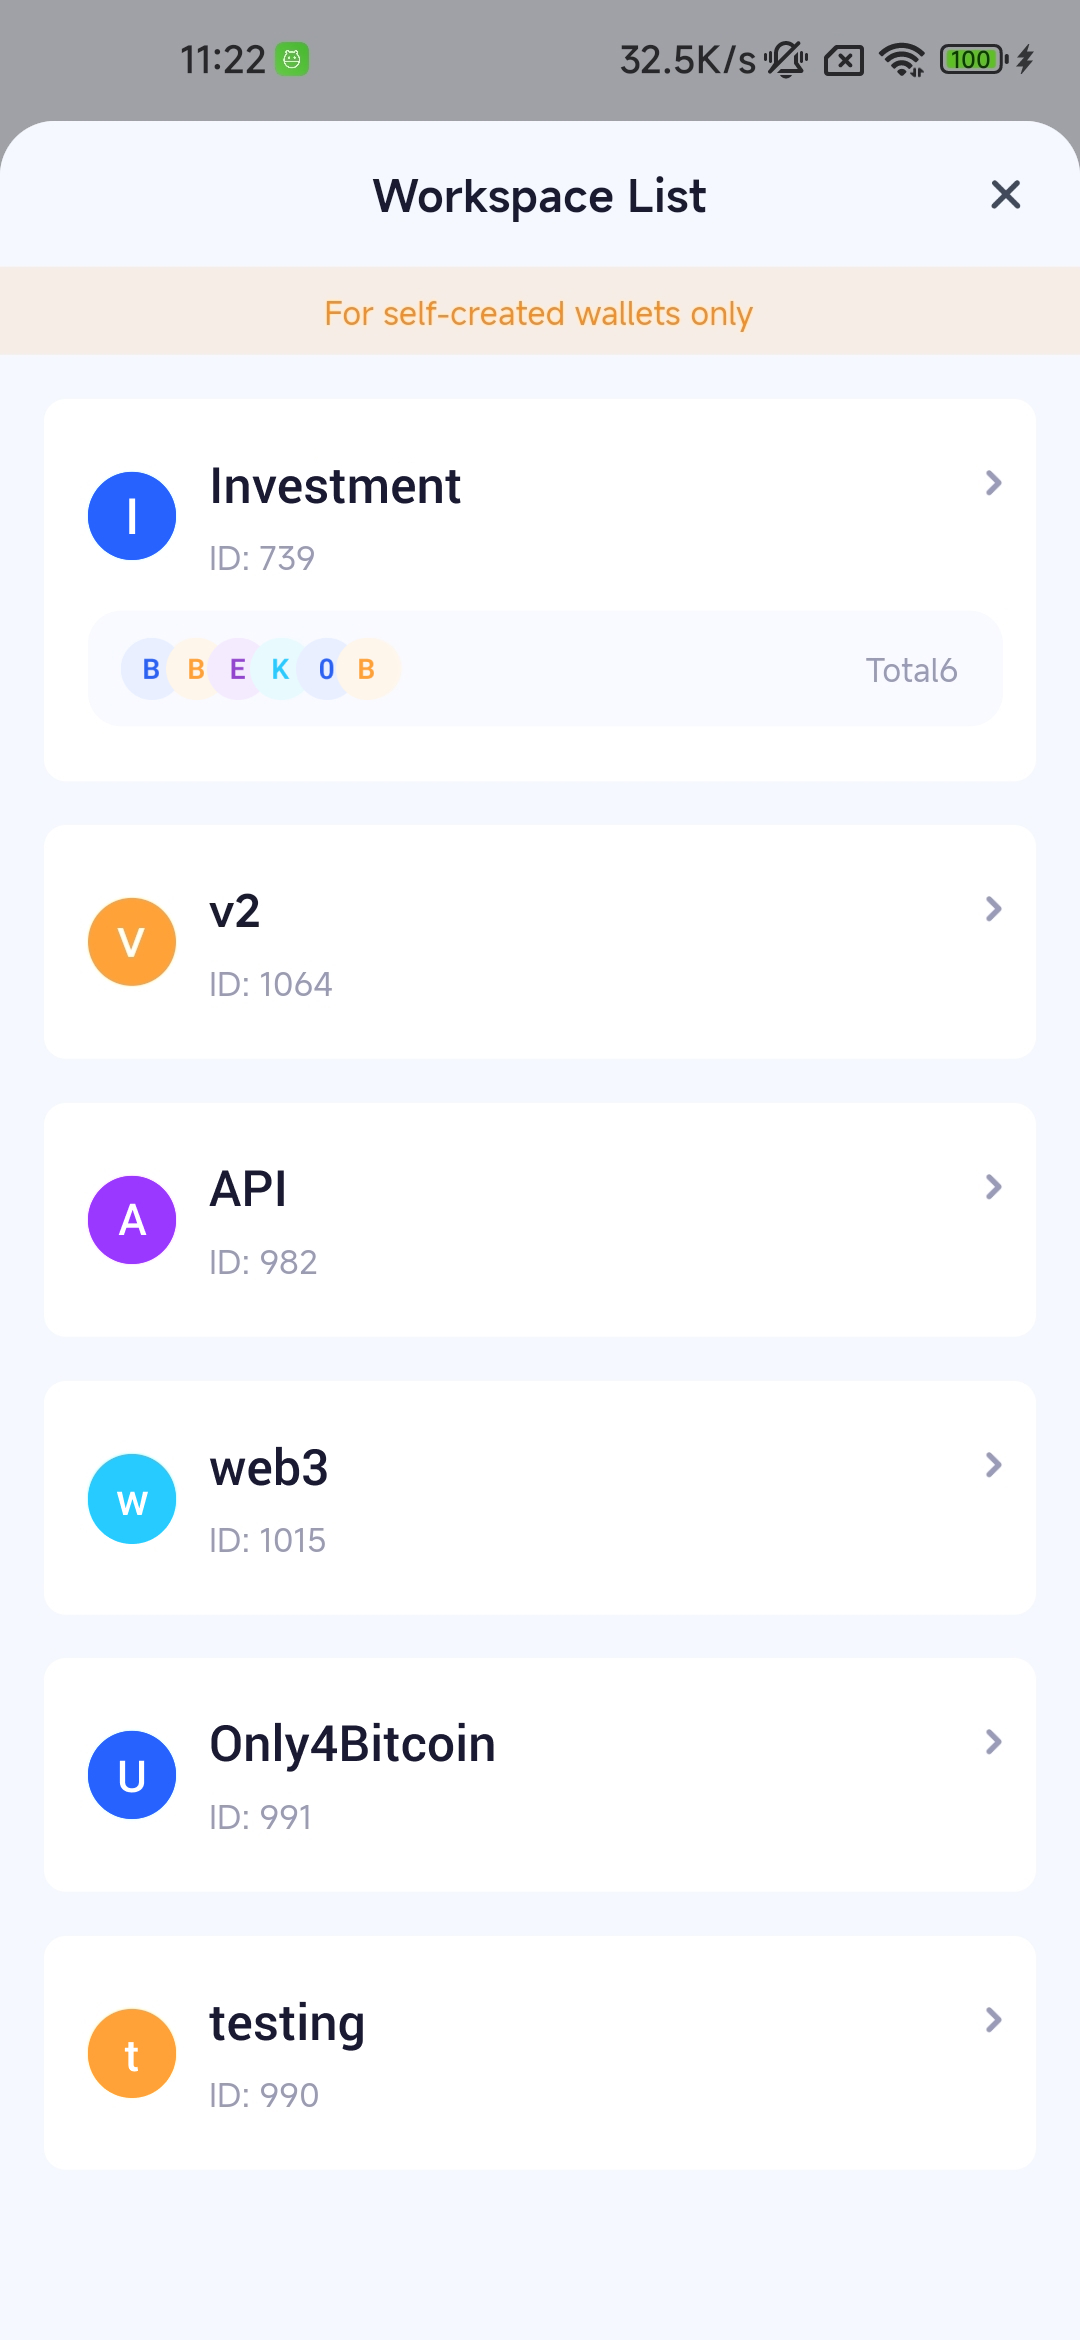 11:22 32.5K/s 100
Workspace List
For self-created wallets only
I Investment
ID: 739
B B E K 0 B Total6
V v2
ID: 1064
A API
ID: 982
w web3
ID: 1015
U Only4Bitcoin
ID: 991
t testing
ID: 990